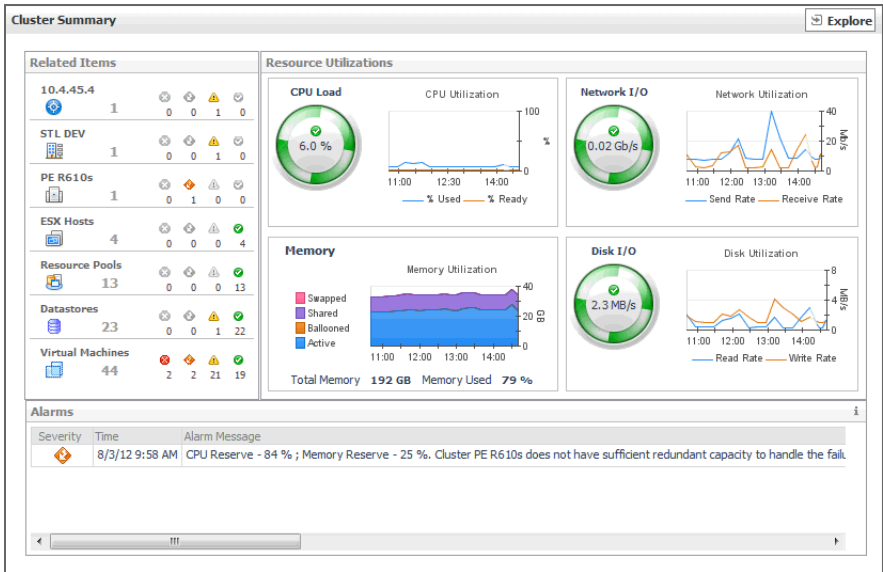 Cluster Summary
Explore
Related Items
10.4.45.4
1
0 0 1 0
STL DEV
1
0 0 1 0
PE R610s
1
0 1 0 0
ESX Hosts
4
0 0 0 4
Resource Pools
13
0 0 0 13
Datastores
23
0 0 1 22
Virtual Machines
44
2 2 21 19
Resource Utilizations
CPU Load
6.0 %
CPU Utilization
100
%
0
11:00 12:30 14:00
% Used % Ready
Network I/O
0.02 Gb/s
Network Utilization
40
20
0
Mb/s
11:00 12:00 13:00 14:00
Send Rate Receive Rate
Memory
Memory Utilization
Swapped
Shared
Ballooned
Active
40
20
0
GB
11:00 12:00 13:00 14:00
Total Memory 192 GB Memory Used 79 %
Disk I/O
2.3 MB/s
Disk Utilization
8
4
0
MB/s
11:00 12:00 13:00 14:00
Read Rate Write Rate
Alarms
i
Severity Time Alarm Message
8/3/12 9:58 AM CPU Reserve - 84 % ; Memory Reserve - 25 %. Cluster PE R610s does not have sufficient redundant capacity to handle the failu